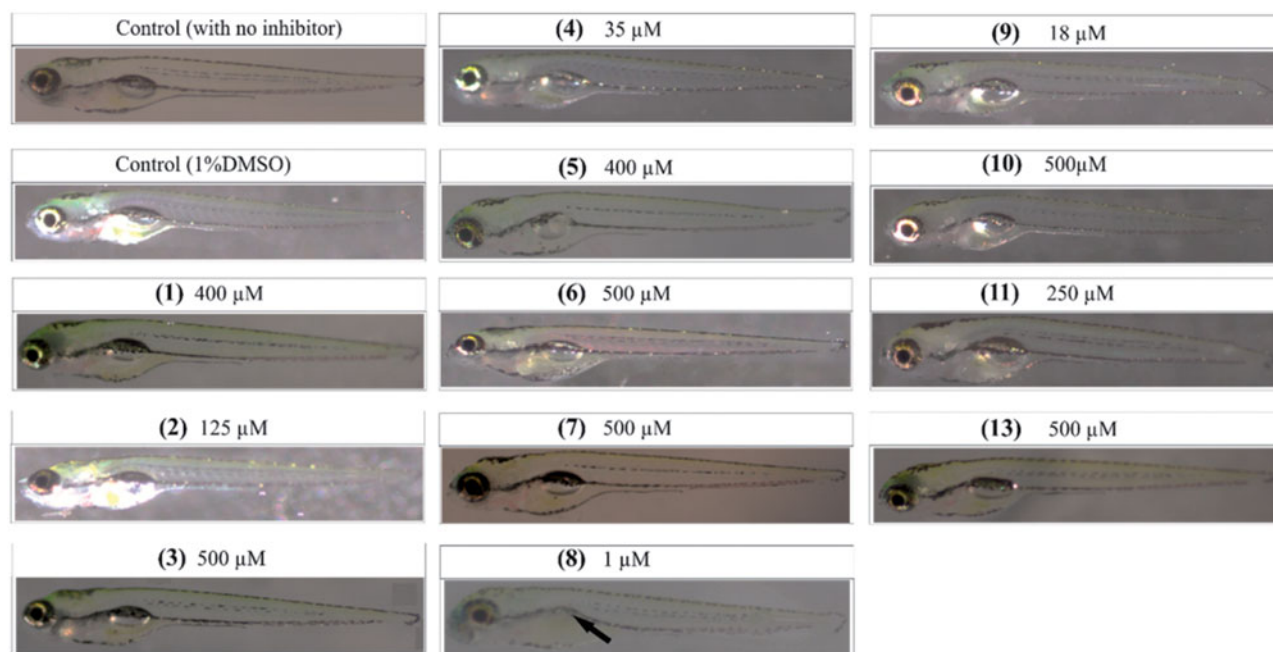 Control (with no inhibitor)
(4) 35 µM
(9) 18 µM
Control (1%DMSO)
(5) 400 µM
(10) 500µM
(1) 400 µM
(6) 500 µM
(11) 250 µM
(2) 125 µM
(7) 500 µM
(13) 500 µM
(3) 500 µM
(8) 1 µM